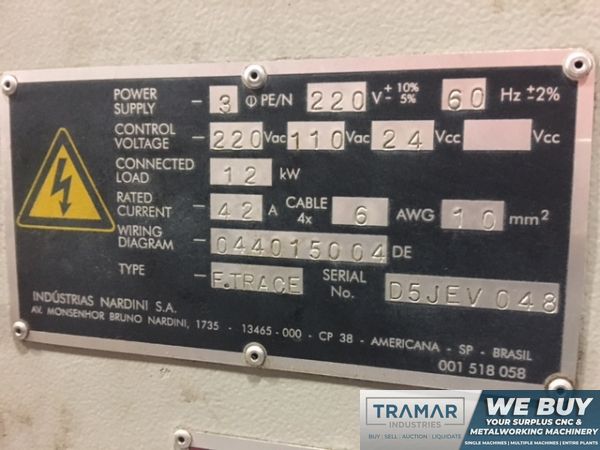 POWER SUPPLY - 3 Φ PE/N 220 V +10% -5% 60 Hz ±2%
CONTROL VOLTAGE - 220 Vac 110 Vac 24 Vcc Vcc
CONNECTED LOAD - 12 kW
RATED CURRENT - 42 A CABLE 4x 6 AWG 10 mm²
WIRING DIAGRAM - 044015004 DE
TYPE - F.TRACE SERIAL No. D5JEV 048
INDÚSTRIAS NARDINI S.A.
AV. MONSENHOR BRUNO NARDINI, 1735 - 13465-000 - CP 38 - AMERICANA - SP - BRASIL
001 518 058
TRAMAR
INDUSTRIES
BUY | SELL | AUCTION | LIQUIDATE
WE BUY
YOUR SURPLUS CNC &
METALWORKING MACHINERY
SINGLE MACHINES | MULTIPLE MACHINES | ENTIRE PLANTS